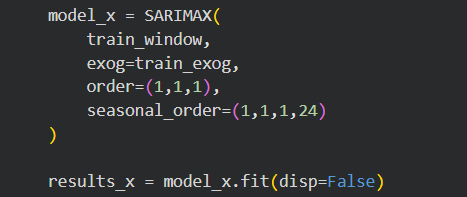 model_x = SARIMAX(
    train_window,
    exog=train_exog,
    order=(1,1,1),
    seasonal_order=(1,1,1,24)
)

results_x = model_x.fit(disp=False)